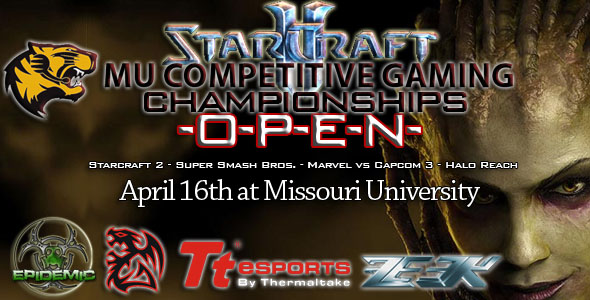 STARCRAFT
II
MU COMPETITIVE GAMING
CHAMPIONSHIPS
-O-P-E-N-
Starcraft 2 - Super Smash Bros. - Marvel vs Capcom 3 - Halo Reach
April 16th at Missouri University
EPIDEMIC
Tt esports
By Thermaltake